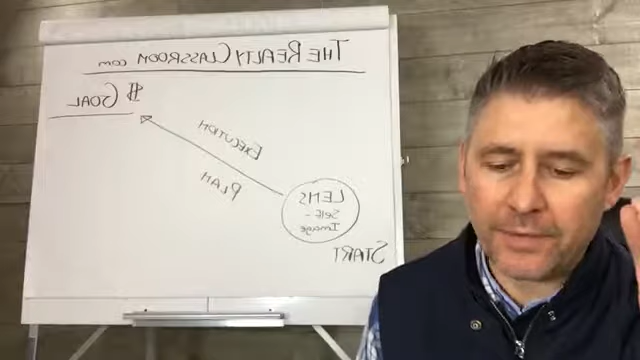 THE REALTY CLASSROOM.com
$ GOAL
EXECUTION
PLAN
LENS
Self-
Image
START